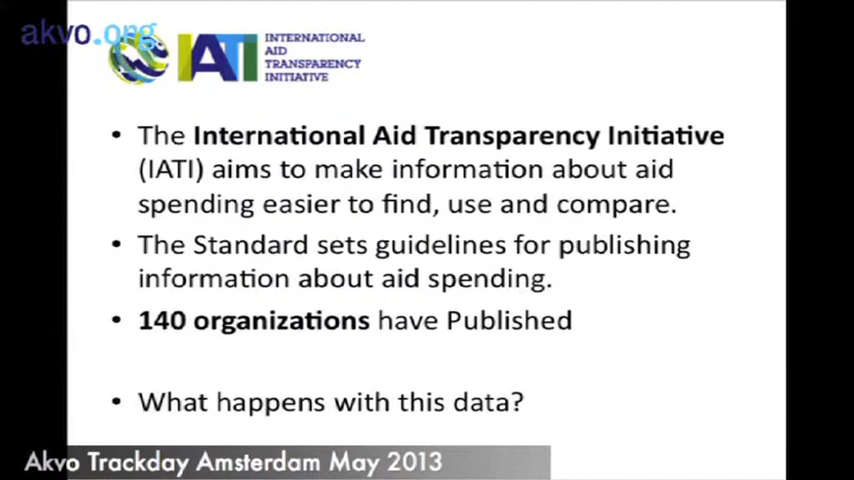 akvo.org
IATI
INTERNATIONAL
AID
TRANSPARENCY
INITIATIVE
• The International Aid Transparency Initiative
(IATI) aims to make information about aid
spending easier to find, use and compare.
• The Standard sets guidelines for publishing
information about aid spending.
• 140 organizations have Published
• What happens with this data?
Akvo Trackday Amsterdam May 2013